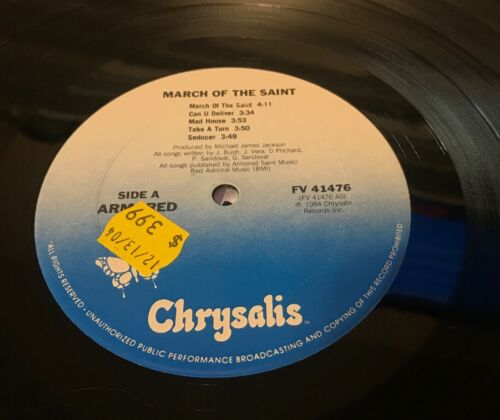 MARCH OF THE SAINT
March Of The Saint 4:11
Can U Deliver 3:34
Mad House 3:53
Take A Turn 3:50
Seducer 3:49
Produced by Michael James Jackson
All songs written by J. Bush, J. Vera, D Prichard,
P. Sandoval, G. Sandoval
All songs published by Armored Saint Music/
Red Admiral Music (BMI)
SIDE A
FV 41476
(FV 41476 AS)
℗ 1984 Chrysalis
Records Inc.
$ 3.99
12/13/04
Chrysalis™
"ALL RIGHTS RESERVED - UNAUTHORIZED PUBLIC PERFORMANCE BROADCASTING AND COPYING OF THIS RECORD PROHIBITED"